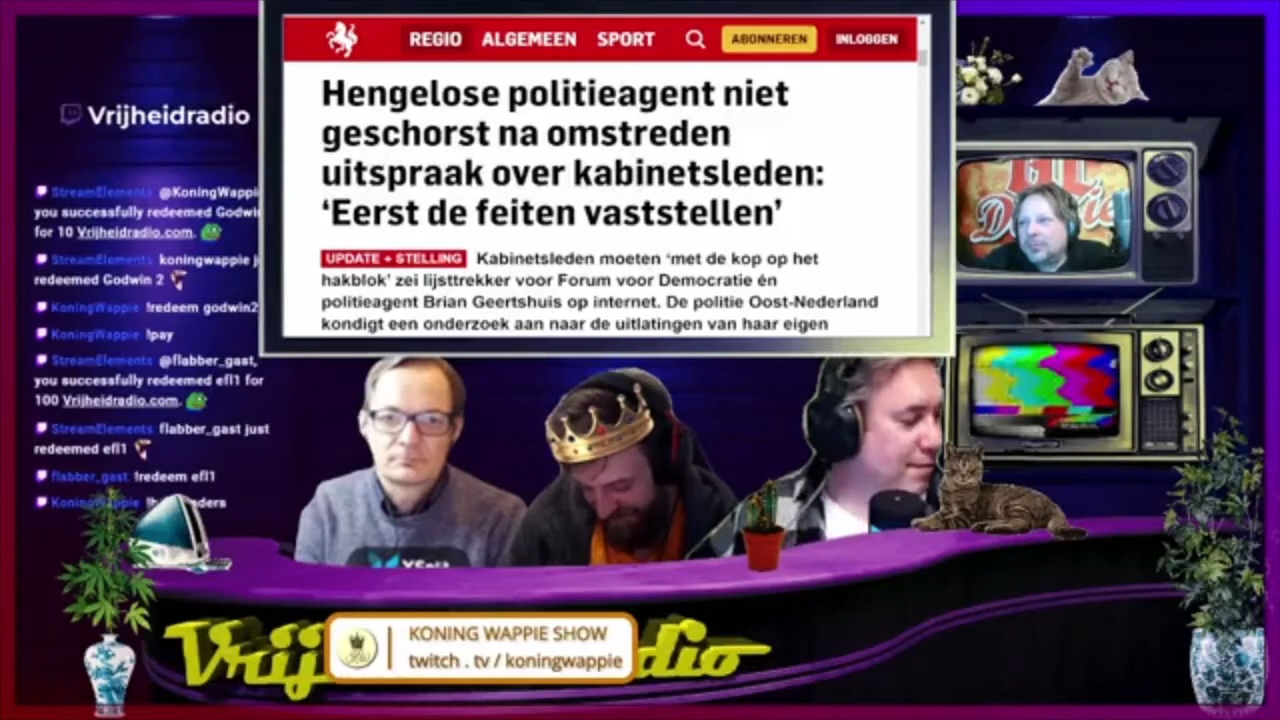 REGIO ALGEMEEN SPORT ABONNEREN INLOGGEN
Hengelose politieagent niet
geschorst na omstreden
uitspraak over kabinetsleden:
‘Eerst de feiten vaststellen’
UPDATE + STELLING Kabinetsleden moeten ‘met de kop op het
hakblok’ zei lijsttrekker voor Forum voor Democratie én
politieagent Brian Geertshuis op internet. De politie Oost-Nederland
kondigt een onderzoek aan naar de uitlatingen van haar eigen
Vrijheidradio
StreamElements @KoningWappi
you successfully redeemed Godwi
for 10 Vrijheidradio.com.
StreamElements koningwappie j
redeemed Godwin 2
KoningWappie !redeem godwin2
KoningWappie !pay
StreamElements @flabber_gast,
you successfully redeemed efl1 for
100 Vrijheidradio.com.
StreamElements flabber_gast just
redeemed efl1
flabber_gast !redeem efl1
XSplit
Vrij dio
KONING WAPPIE SHOW
twitch . tv / koningwappie